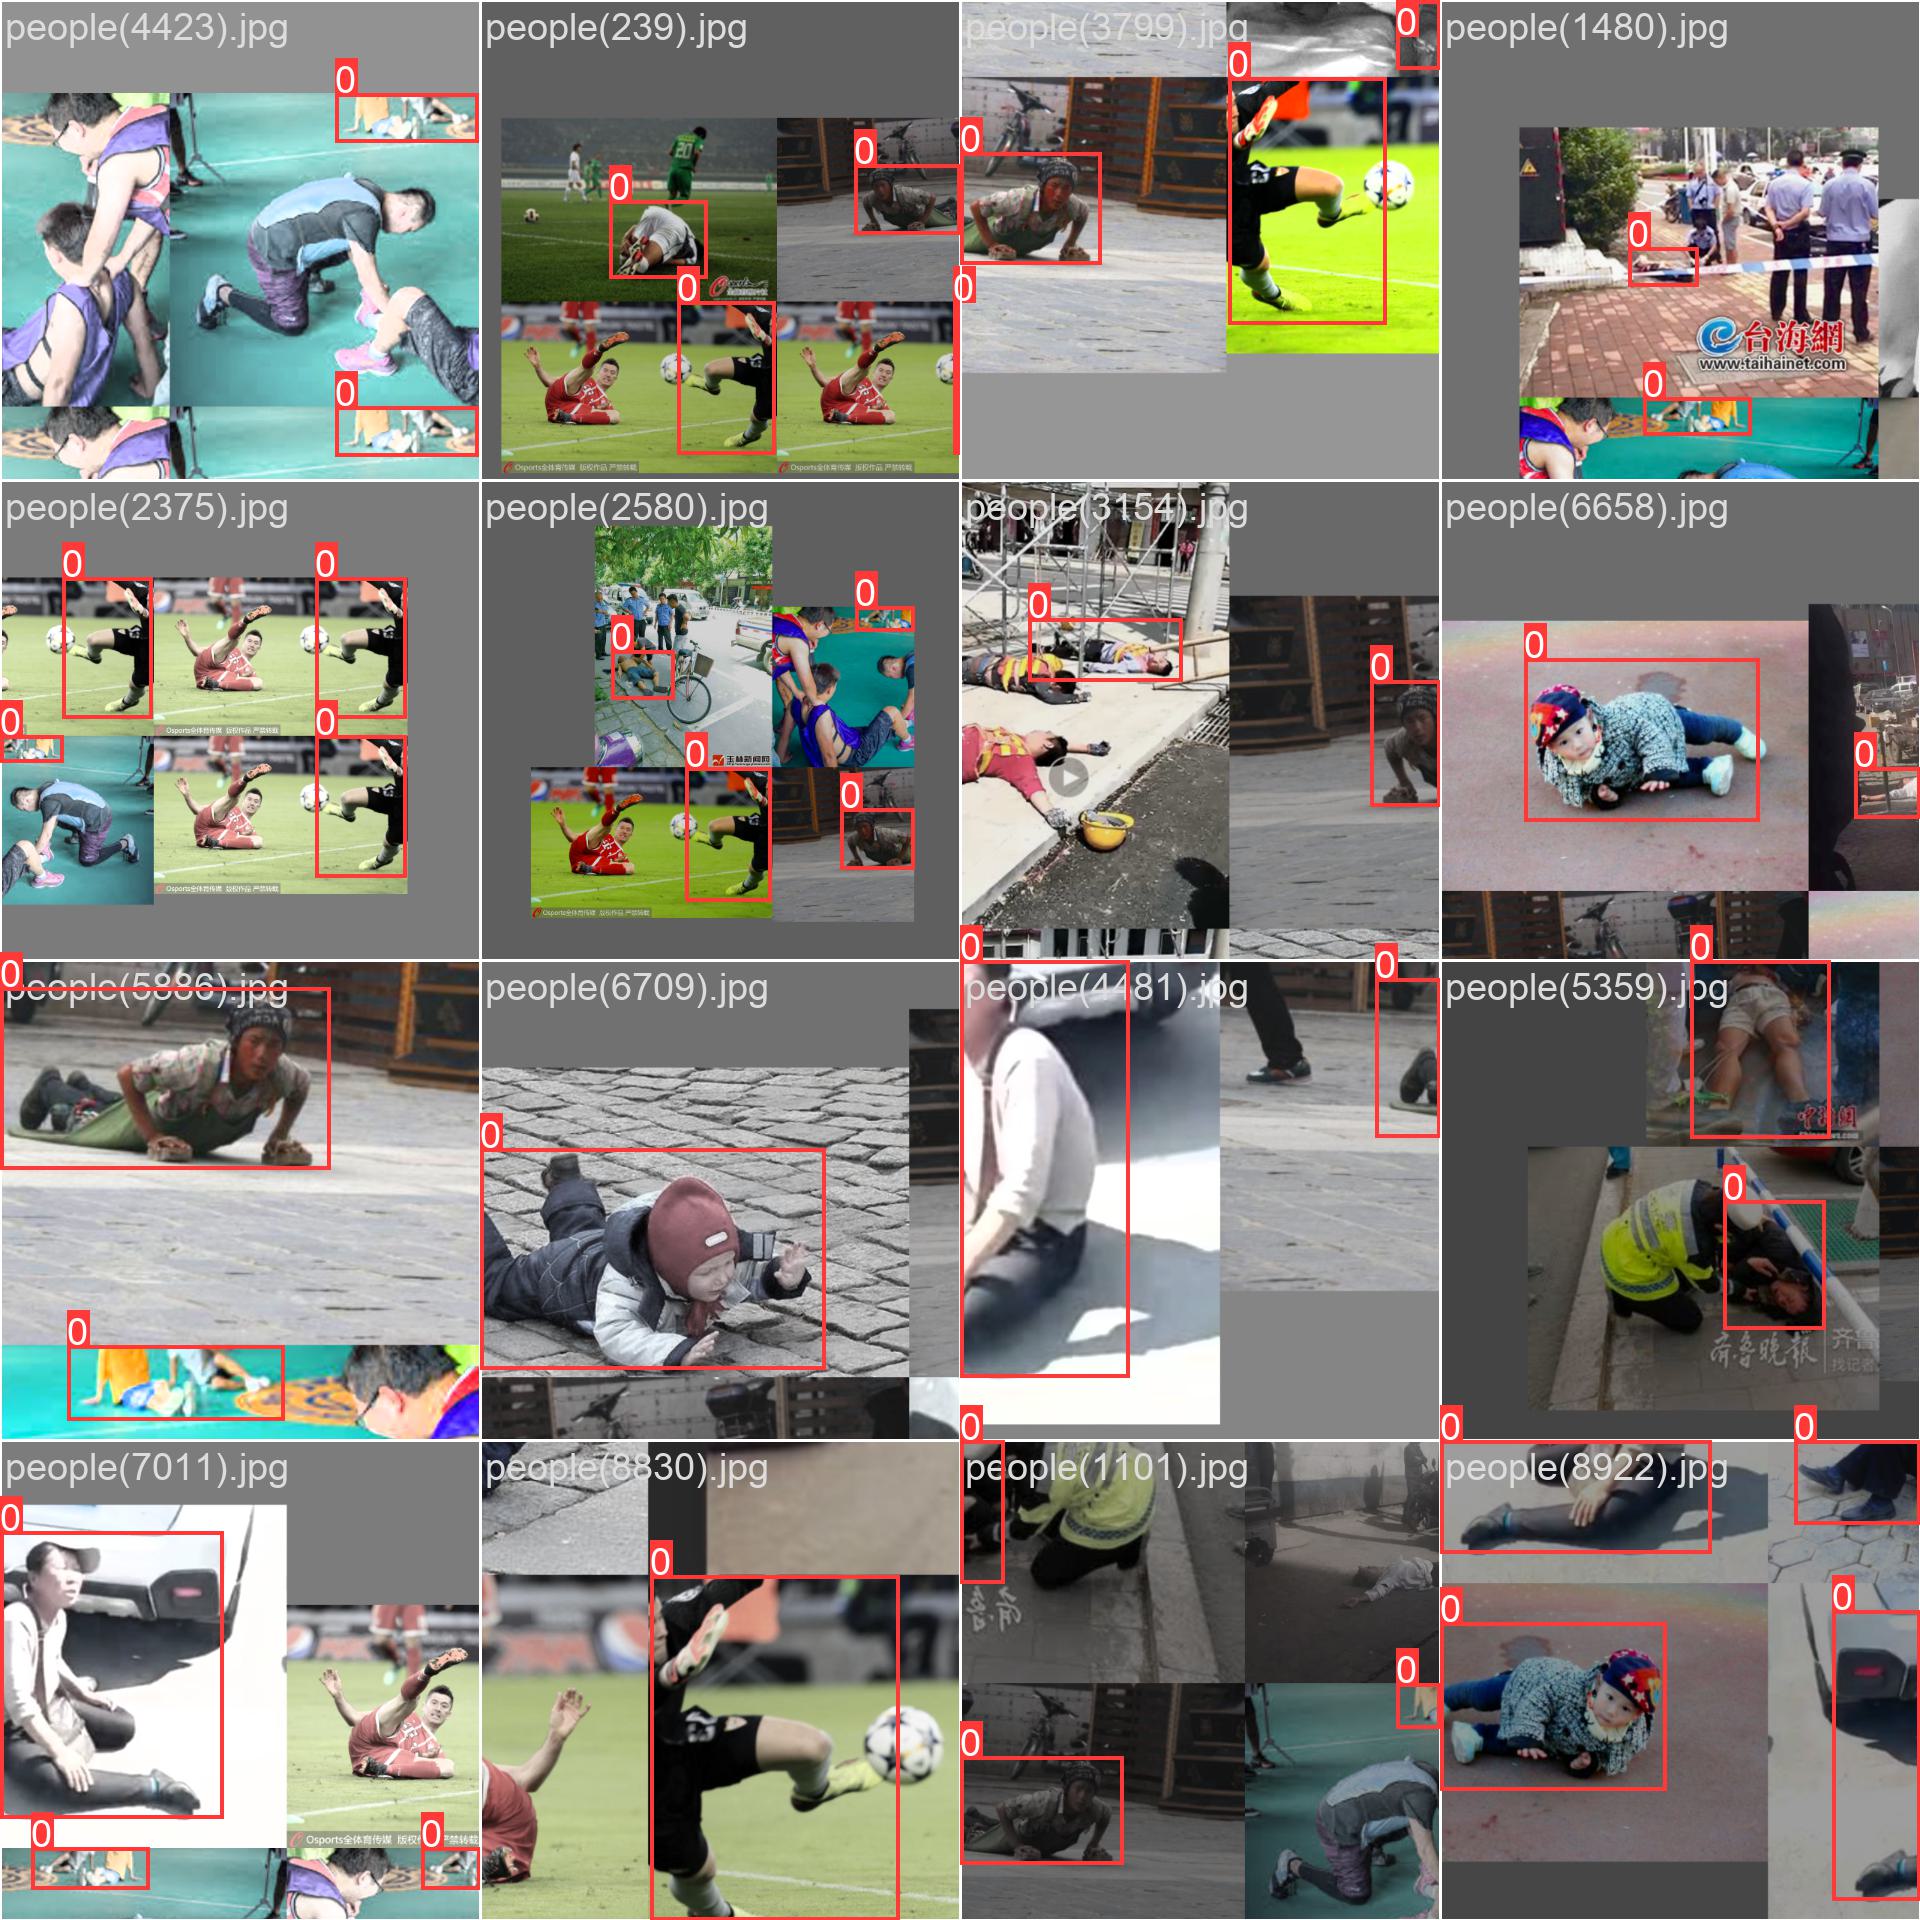 people(4423).jpg
people(239).jpg
people(3799).jpg
people(1480).jpg
0
0
0
0
0
0
0
0
0
0
0
20
台海網
www.taihainet.com
Osports全体育传媒 版权作品 严禁转载
Osports全体育传媒 版权作品 严禁转载
people(2375).jpg
people(2580).jpg
people(3154).jpg
people(6658).jpg
0
0
0
0
0
0
0
0
0
0
0
0
玉林新闻网
Osports全体育传媒 版权作品 严禁转载
Osports全体育传媒 版权作品 严禁转载
Osports全体育传媒 版权作品 严禁转载
people(5886).jpg
people(6709).jpg
people(4481).jpg
people(5359).jpg
0
0
0
0
0
0
0
齐鲁晚报
齐鲁
找记者
people(7011).jpg
people(8830).jpg
people(1101).jpg
people(8922).jpg
0
0
0
0
0
0
0
0
0
0
0
Osports全体育传媒 版权 严禁转载